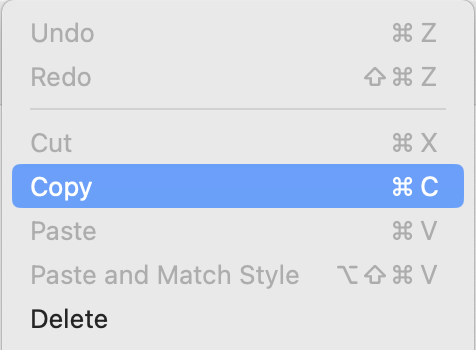 Undo ⌘ Z
Redo ⇧ ⌘ Z
Cut ⌘ X
Copy ⌘ C
Paste ⌘ V
Paste and Match Style ⌥ ⇧ ⌘ V
Delete